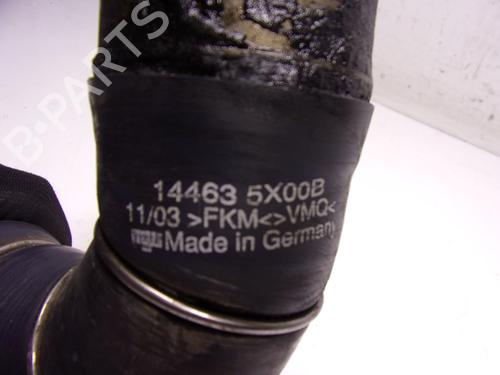 B-PARTS
14463 5X00B
11/03 >FKM<>VMQ<
Made in Germany